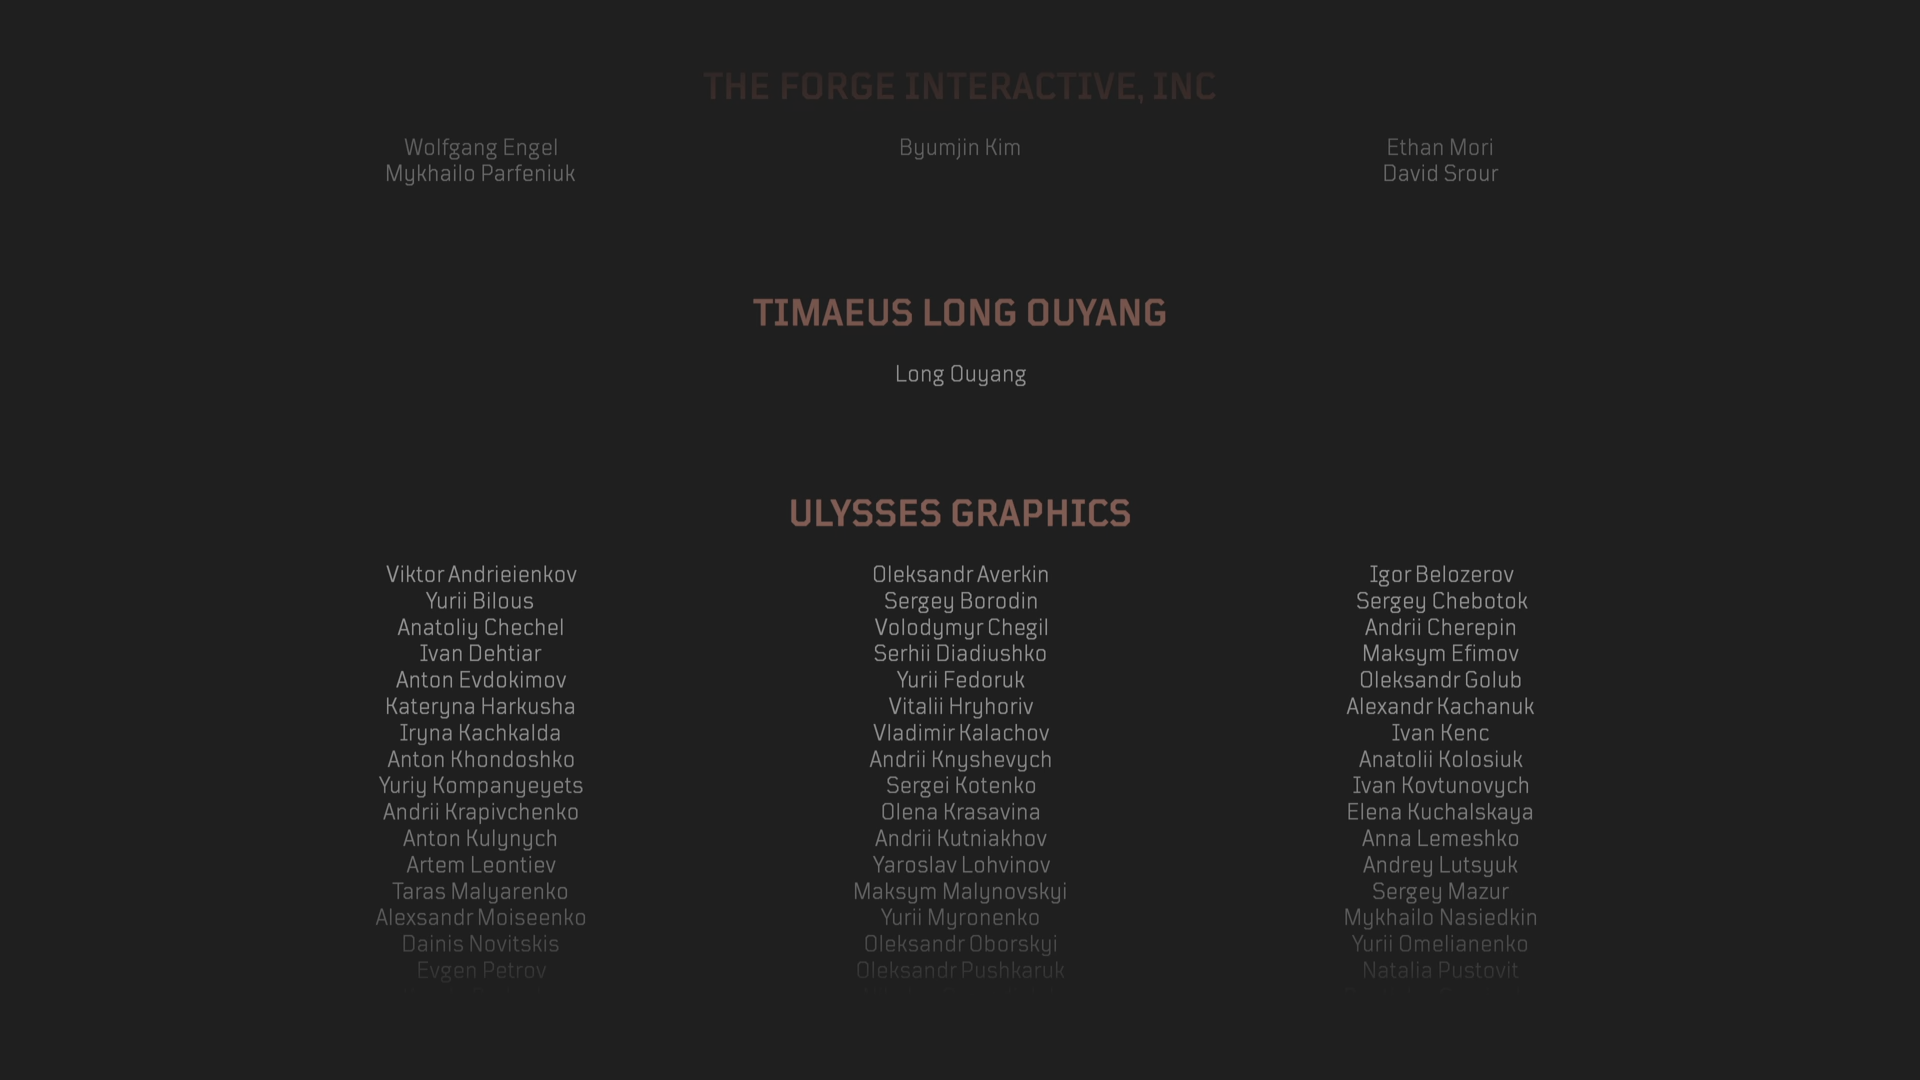 THE FORGE INTERACTIVE, INC
Wolfgang Engel Byumjin Kim Ethan Mori
Mykhailo Parfeniuk David Srour
TIMAEUS LONG OUYANG
Long Ouyang
ULYSSES GRAPHICS
Viktor Andrieienkov Oleksandr Averkin Igor Belozerov
Yurii Bilous Sergey Borodin Sergey Chebotok
Anatoliy Chechel Volodymyr Chegil Andrii Cherepin
Ivan Dehtiar Serhii Diadiushko Maksym Efimov
Anton Evdokimov Yurii Fedoruk Oleksandr Golub
Kateryna Harkusha Vitalii Hryhoriv Alexandr Kachanuk
Iryna Kachkalda Vladimir Kalachov Ivan Kenc
Anton Khondoshko Andrii Knyshevych Anatolii Kolosiuk
Yuriy Kompanyeyets Sergei Kotenko Ivan Kovtunovych
Andrii Krapivchenko Olena Krasavina Elena Kuchalskaya
Anton Kulynych Andrii Kutniakhov Anna Lemeshko
Artem Leontiev Yaroslav Lohvinov Andrey Lutsyuk
Taras Malyarenko Maksym Malynovskyi Sergey Mazur
Alexsandr Moiseenko Yurii Myronenko Mykhailo Nasiedkin
Dainis Novitskis Oleksandr Oborskyi Yurii Omelianenko
Evgen Petrov Oleksandr Pushkaruk Natalia Pustovit